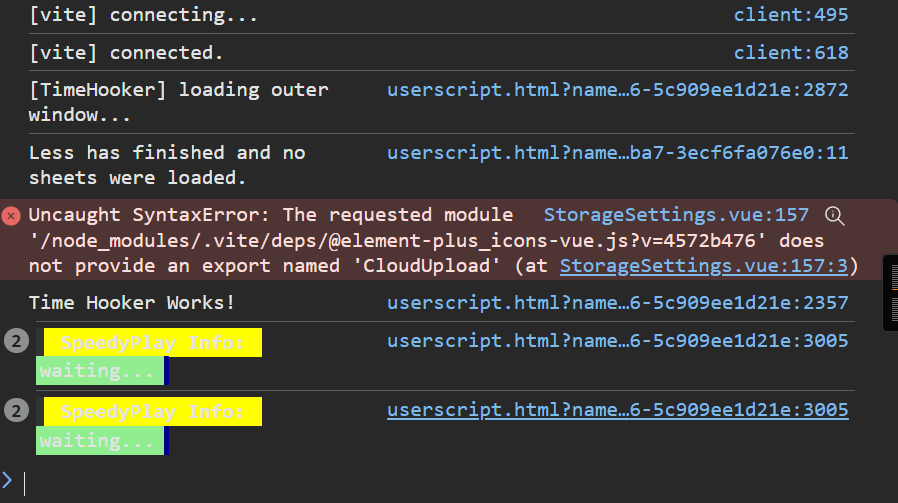 [vite] connecting... client:495
[vite] connected. client:618
[TimeHooker] loading outer userscript.html?name…6-5c909ee1d21e:2872
window...
Less has finished and no userscript.html?name…ba7-3ecf6fa076e0:11
sheets were loaded.
Uncaught SyntaxError: The requested module StorageSettings.vue:157
'/node_modules/.vite/deps/@element-plus_icons-vue.js?v=4572b476' does
not provide an export named 'CloudUpload' (at StorageSettings.vue:157:3)
Time Hooker Works! userscript.html?name…6-5c909ee1d21e:2357
2 SpeedyPlay Info: userscript.html?name…6-5c909ee1d21e:3005
waiting...
2 SpeedyPlay Info: userscript.html?name…6-5c909ee1d21e:3005
waiting...